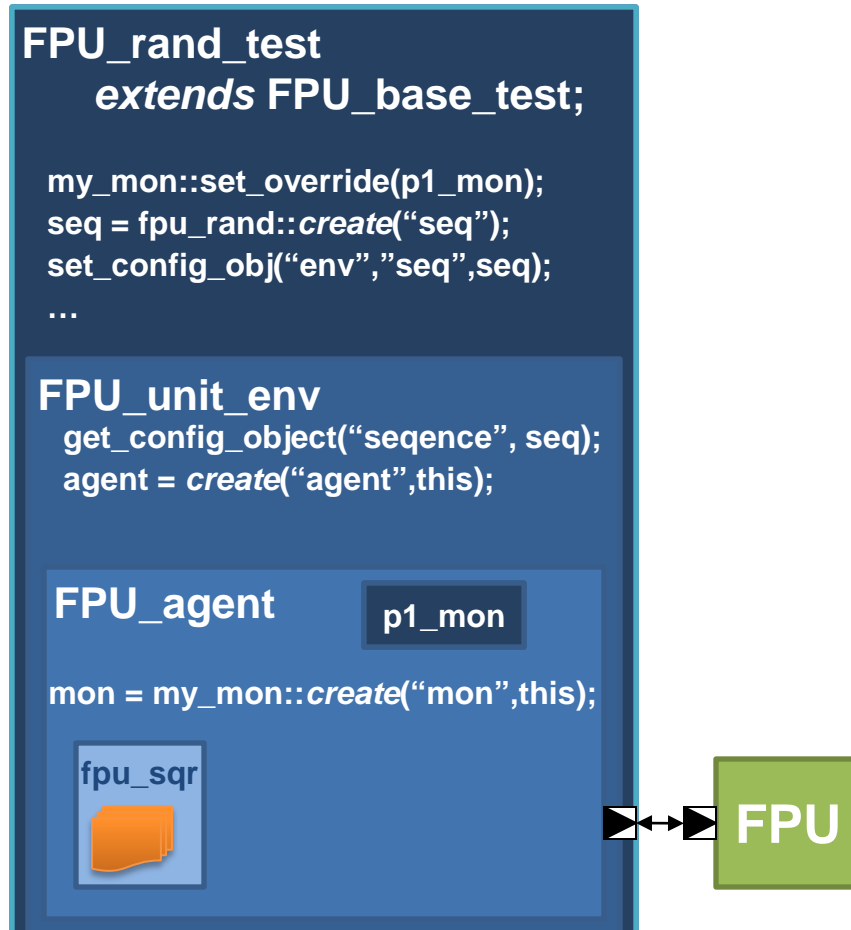 FPU_rand_test
extends FPU_base_test;
my_mon::set_override(p1_mon);
seq = fpu_rand::create(“seq”);
set_config_obj(“env”,”seq”,seq);
…
FPU_unit_env
get_config_object(“seqence”, seq);
agent = create(“agent”,this);
FPU_agent
p1_mon
mon = my_mon::create(“mon”,this);
fpu_sqr
FPU